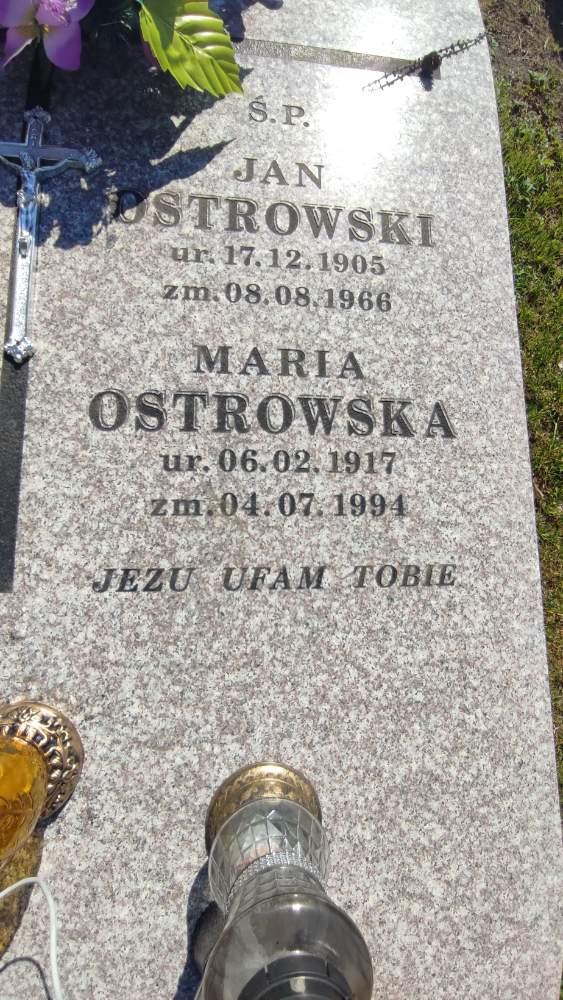 Ś.P.
JAN
OSTROWSKI
ur. 17.12.1905
zm. 08.08.1966
MARIA
OSTROWSKA
ur. 06.02.1917
zm. 04.07.1994
JEZU UFAM TOBIE